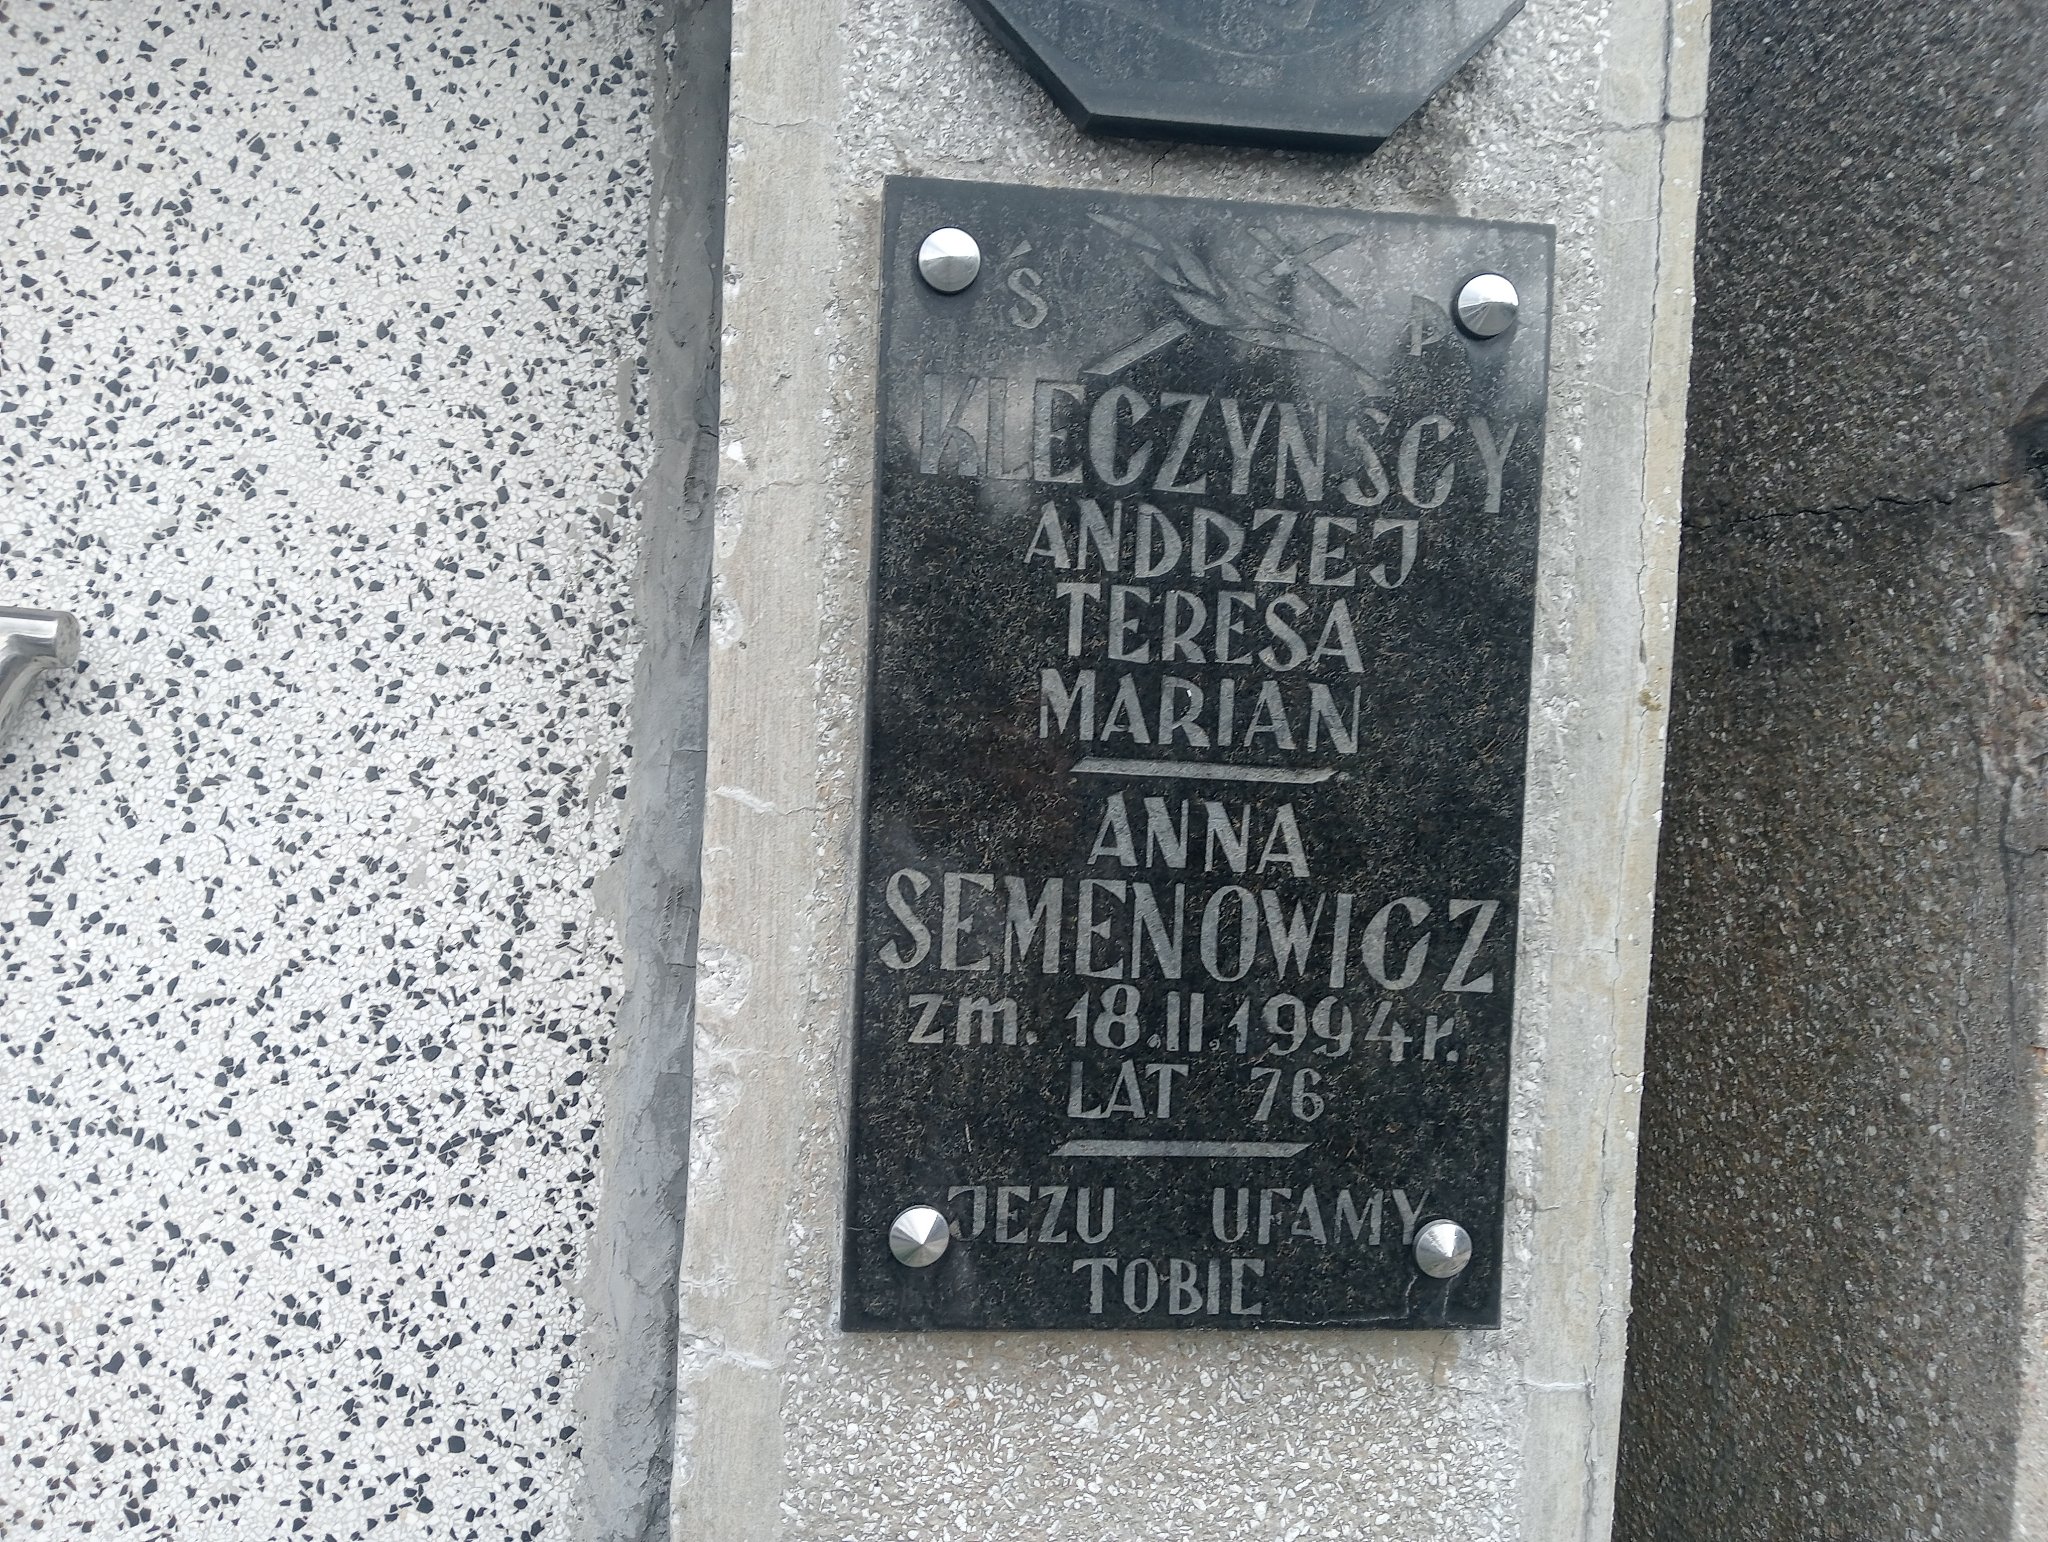 Ś P
KLECZYŃSCY
ANDRZEJ
TERESA
MARIAN
ANNA
SEMENOWICZ
zm. 18.II.1994 r.
LAT 76
JEZU UFAMY
TOBIE